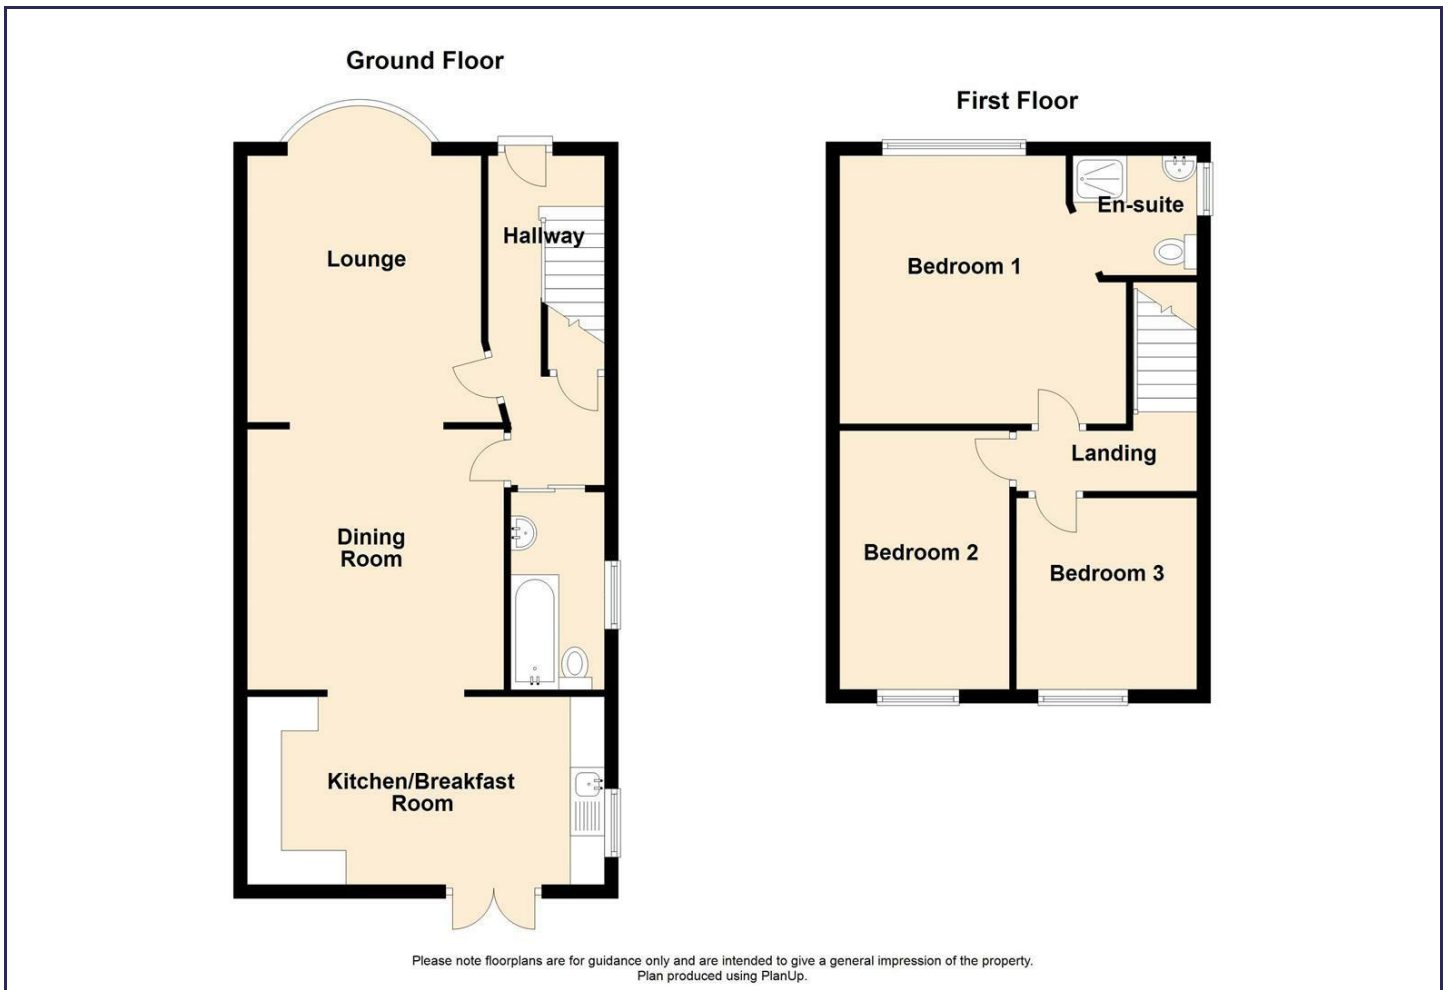 Ground Floor
Lounge
Hallway
Dining
Room
Kitchen/Breakfast
Room
First Floor
En-suite
Bedroom 1
Landing
Bedroom 2
Bedroom 3
Please note floorplans are for guidance only and are intended to give a general impression of the property.
Plan produced using PlanUp.